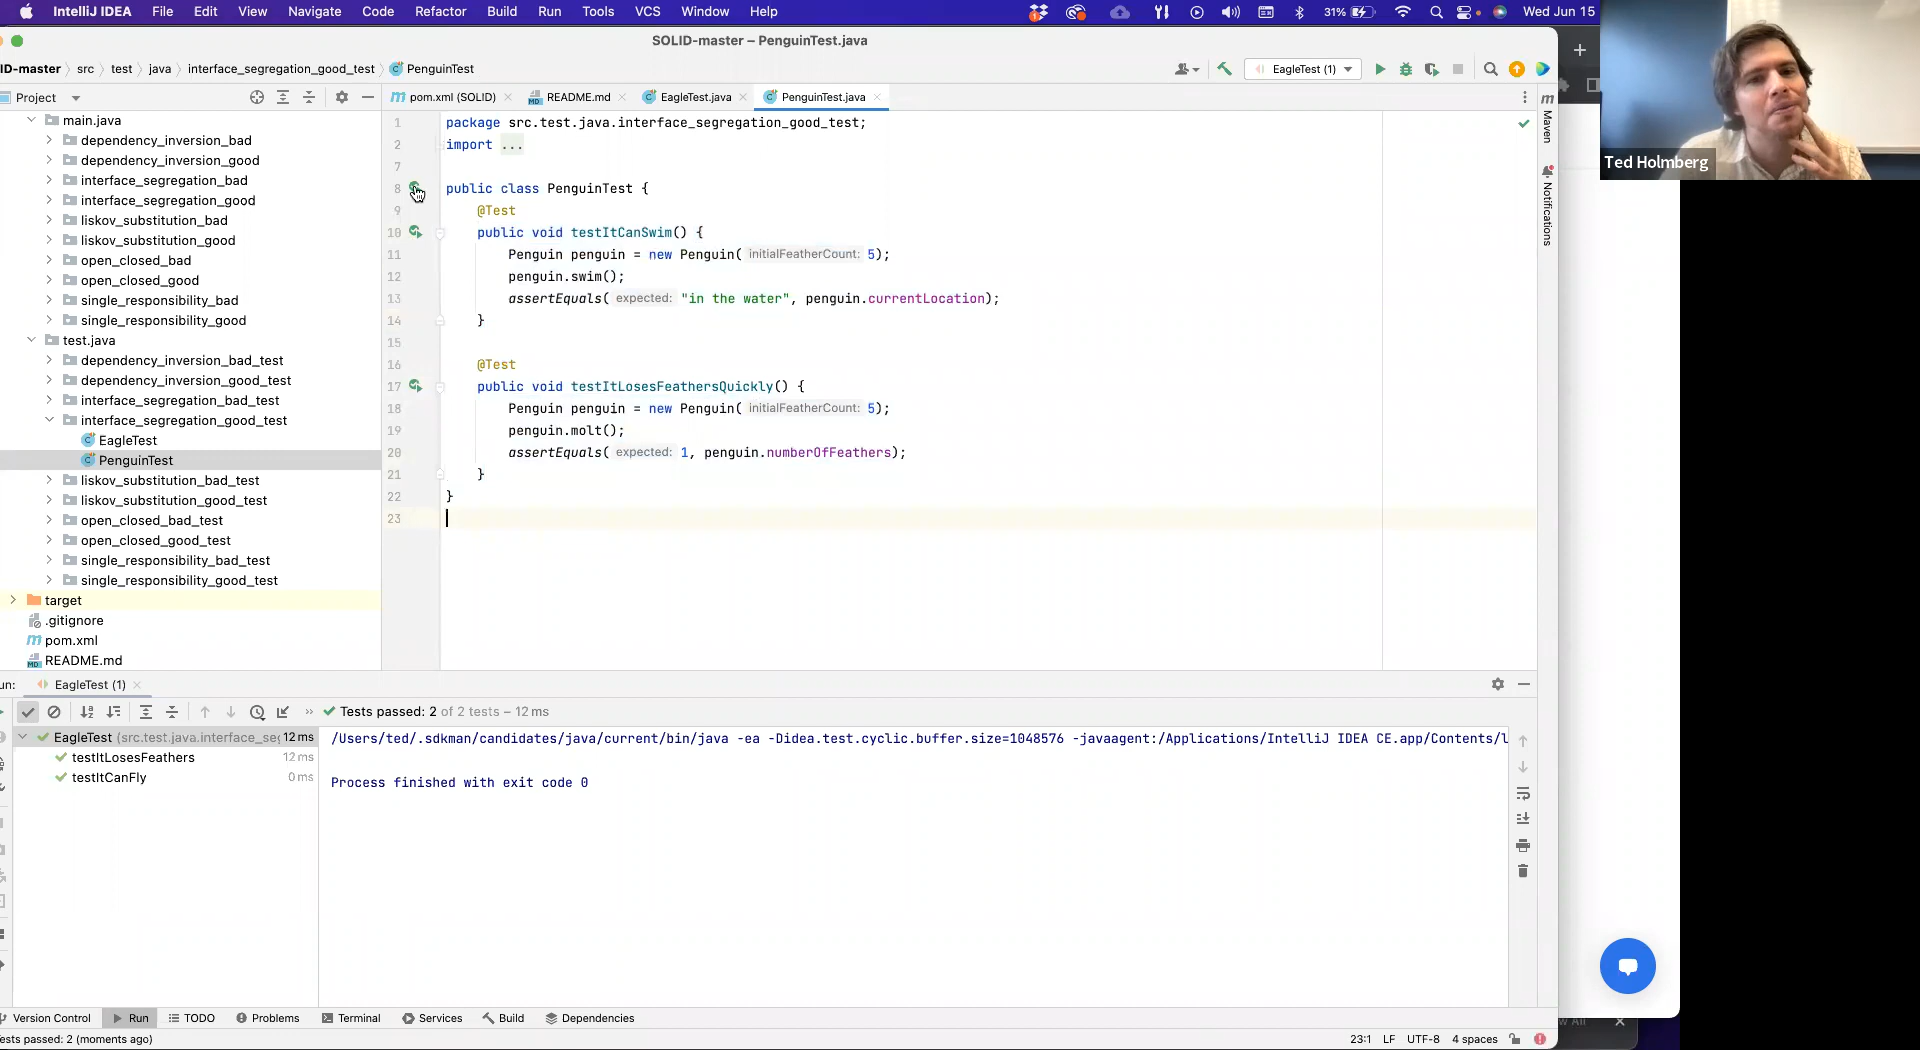 IntelliJ IDEA File Edit View Navigate Code Refactor Build Run Tools VCS Window Help 31% Wed Jun 15
SOLID-master – PenguinTest.java
ID-master src test java interface_segregation_good_test PenguinTest EagleTest (1)
Project
pom.xml (SOLID) README.md EagleTest.java PenguinTest.java
main.java
dependency_inversion_bad
dependency_inversion_good
interface_segregation_bad
interface_segregation_good
liskov_substitution_bad
liskov_substitution_good
open_closed_bad
open_closed_good
single_responsibility_bad
single_responsibility_good
test.java
dependency_inversion_bad_test
dependency_inversion_good_test
interface_segregation_bad_test
interface_segregation_good_test
EagleTest
PenguinTest
liskov_substitution_bad_test
liskov_substitution_good_test
open_closed_bad_test
open_closed_good_test
single_responsibility_bad_test
single_responsibility_good_test
target
.gitignore
pom.xml
README.md
1 package src.test.java.interface_segregation_good_test;
2 import ...
7
8 public class PenguinTest {
9 @Test
10 public void testItCanSwim() {
11 Penguin penguin = new Penguin( initialFeatherCount: 5);
12 penguin.swim();
13 assertEquals( expected: "in the water", penguin.currentLocation);
14 }
15
16 @Test
17 public void testItLosesFeathersQuickly() {
18 Penguin penguin = new Penguin( initialFeatherCount: 5);
19 penguin.molt();
20 assertEquals( expected: 1, penguin.numberOfFeathers);
21 }
22 }
23
Maven
Notifications
Ted Holmberg
un: EagleTest (1)
Tests passed: 2 of 2 tests – 12 ms
EagleTest (src.test.java.interface_se 12 ms
testItLosesFeathers 12 ms
testItCanFly 0 ms
/Users/ted/.sdkman/candidates/java/current/bin/java -ea -Didea.test.cyclic.buffer.size=1048576 -javaagent:/Applications/IntelliJ IDEA CE.app/Contents/l
Process finished with exit code 0
Version Control Run TODO Problems Terminal Services Build Dependencies
ests passed: 2 (moments ago) 23:1 LF UTF-8 4 spaces
All